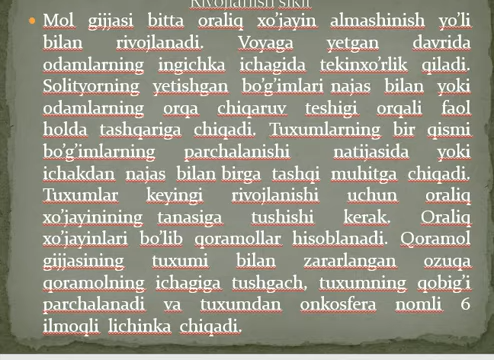 Rivojlanish sikli
Mol gijjasi bitta oraliq xo'jayin almashinish yo'li
bilan rivojlanadi. Voyaga yetgan davrida
odamlarning ingichka ichagida tekinxo'rlik qiladi.
Solityorning yetishgan bo'g'imlari najas bilan yoki
odamlarning orqa chiqaruv teshigi orqali faol
holda tashqariga chiqadi. Tuxumlarning bir qismi
bo'g'imlarning parchalanishi natijasida yoki
ichakdan najas bilan birga tashqi muhitga chiqadi.
Tuxumlar keyingi rivojlanishi uchun oraliq
xo'jayinining tanasiga tushishi kerak. Oraliq
xo'jayinlari bo'lib qoramollar hisoblanadi. Qoramol
gijjasining tuxumi bilan zararlangan ozuqa
qoramolning ichagiga tushgach, tuxumning qobig'i
parchalanadi va tuxumdan onkosfera nomli 6
ilmoqli lichinka chiqadi.